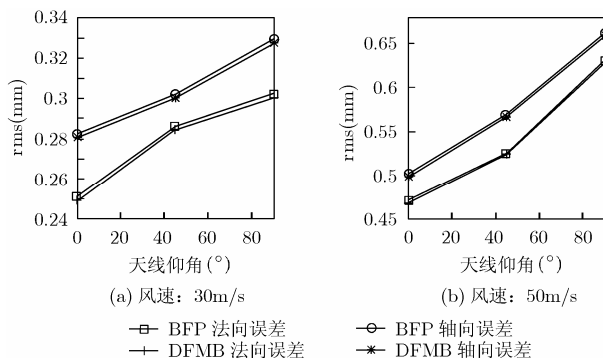 0.34
0.32
0.3
0.28
0.26
0.24
rms(mm)
0 20 40 60 80
天线仰角(°)
(a) 风速：30m/s
0.65
0.6
0.55
0.5
0.45
rms(mm)
0 20 40 60 80
天线仰角(°)
(b) 风速：50m/s
BFP 法向误差
BFP 轴向误差
DFMB 法向误差
DFMB 轴向误差